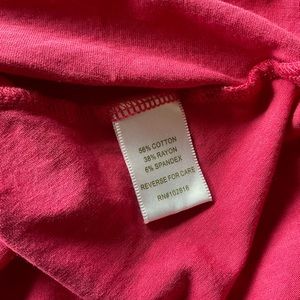 56% COTTON
38% RAYON
6% SPANDEX
REVERSE FOR CARE
RN#102816